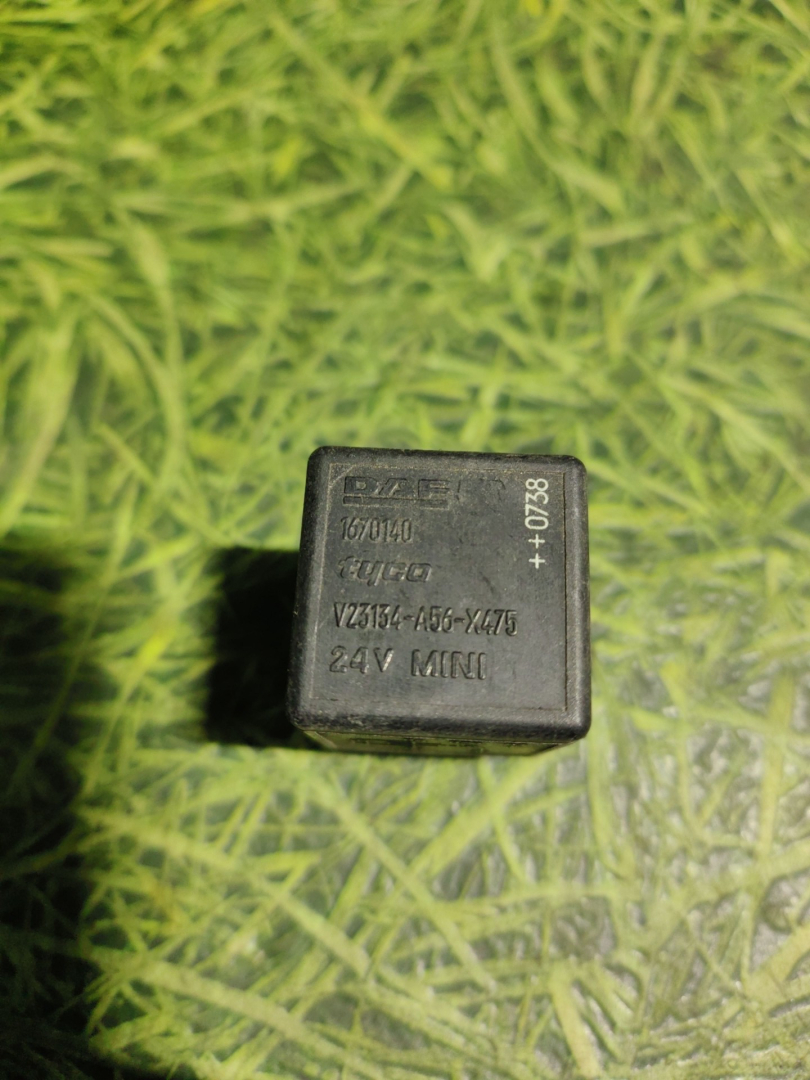 DAF
1670140
tyco
V23134-A56-X475
24V MINI
++0738